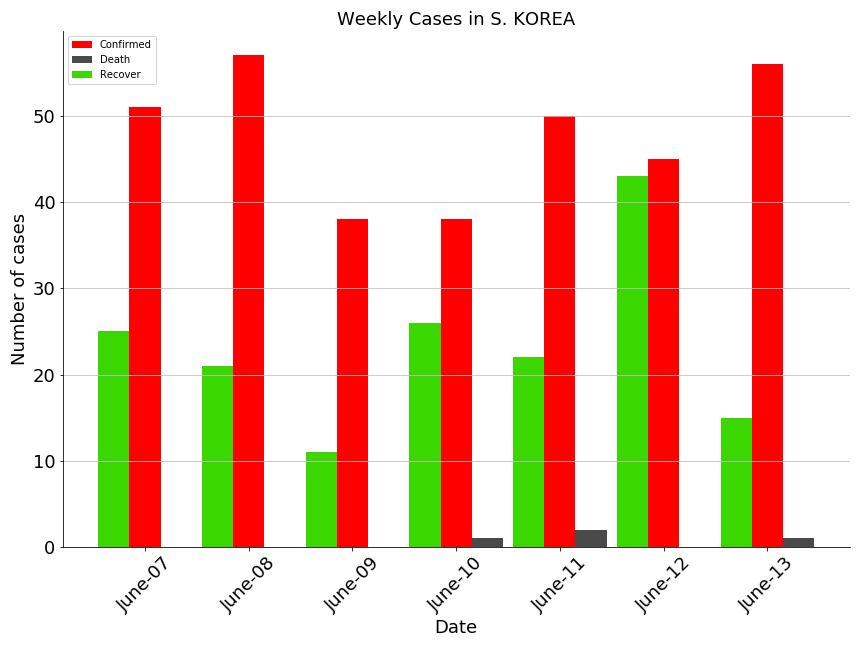 Weekly Cases in S. KOREA
Confirmed
Death
Recover
Number of cases
50
40
30
20
10
0
June-07
June-08
June-09
June-10
June-11
June-12
June-13
Date